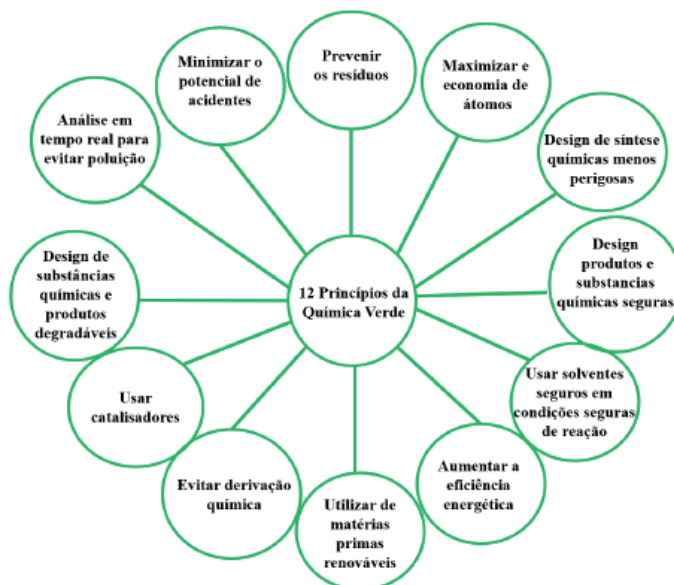 Prevenir
os resíduos
Maximizar e
economia de
átomos
Design de síntese
químicas menos
perigosas
Design
produtos e
substancias
químicas seguras
Usar solventes
seguros em
condições seguras
de reação
Aumentar a
eficiência
energética
Utilizar de
matérias
primas
renováveis
Evitar derivação
química
Usar
catalisadores
Design de
substâncias
químicas e
produtos
degradáveis
Análise em
tempo real para
evitar poluição
Minimizar o
potencial de
acidentes
12 Princípios da
Química Verde